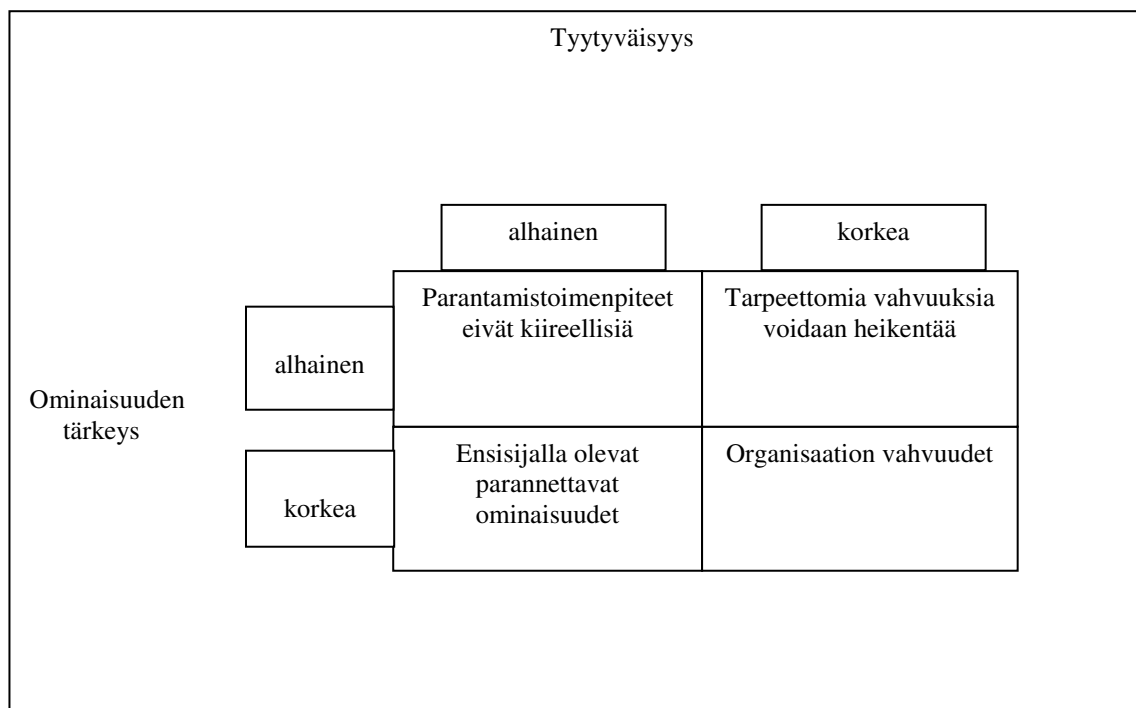 Tyytyväisyys
alhainen
korkea
Parantamistoimenpiteet
eivät kiireellisiä
Tarpeettomia vahvuuksia
voidaan heikentää
alhainen
Ominaisuuden
tärkeys
korkea
Ensisijalla olevat
parannettavat
ominaisuudet
Organisaation vahvuudet